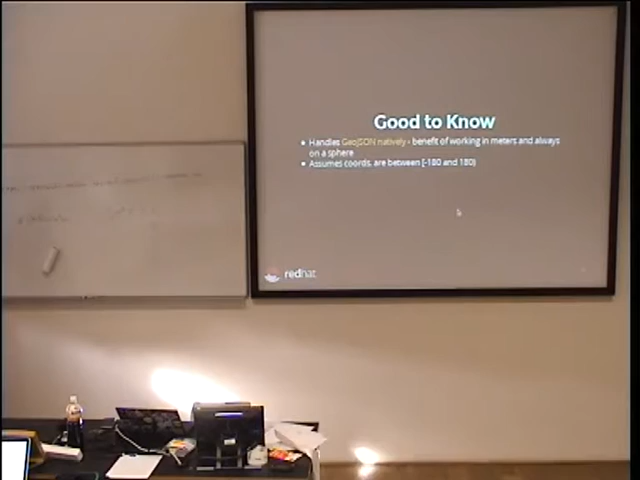 Good to Know
• Handles GeoJSON natively - benefit of working in meters and always
on a sphere
• Assumes coords. are between [-180 and 180)
redhat